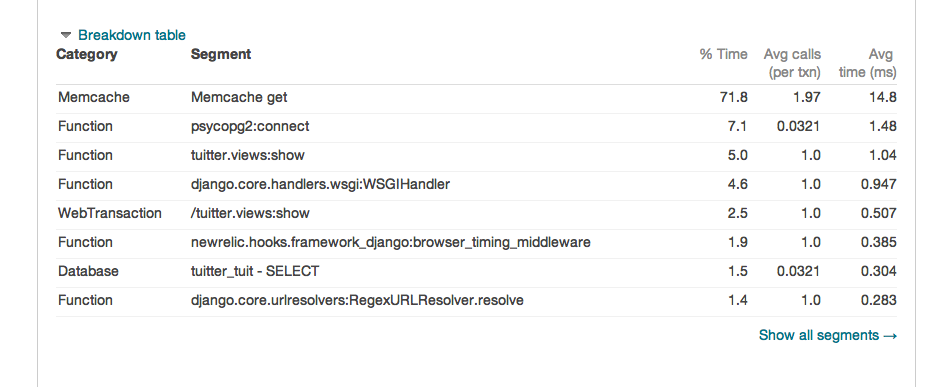 Breakdown table
Category Segment % Time Avg calls (per txn) Avg time (ms)
Memcache Memcache get 71.8 1.97 14.8
Function psycopg2:connect 7.1 0.0321 1.48
Function tuitter.views:show 5.0 1.0 1.04
Function django.core.handlers.wsgi:WSGIHandler 4.6 1.0 0.947
WebTransaction /tuitter.views:show 2.5 1.0 0.507
Function newrelic.hooks.framework_django:browser_timing_middleware 1.9 1.0 0.385
Database tuitter_tuit - SELECT 1.5 0.0321 0.304
Function django.core.urlresolvers:RegexURLResolver.resolve 1.4 1.0 0.283
Show all segments →